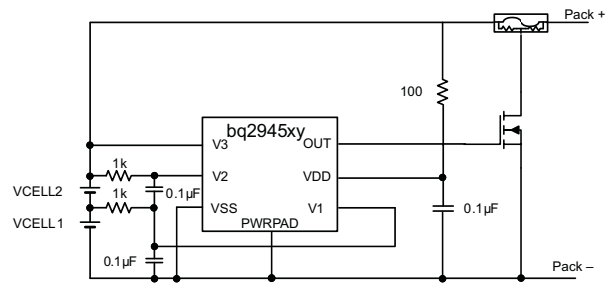 Pack +
100
bq2945xy
V3
OUT
1k
V2
VDD
VCELL2
1k
0.1µF
VSS
V1
0.1µF
VCELL1
PWRPAD
0.1µF
Pack –